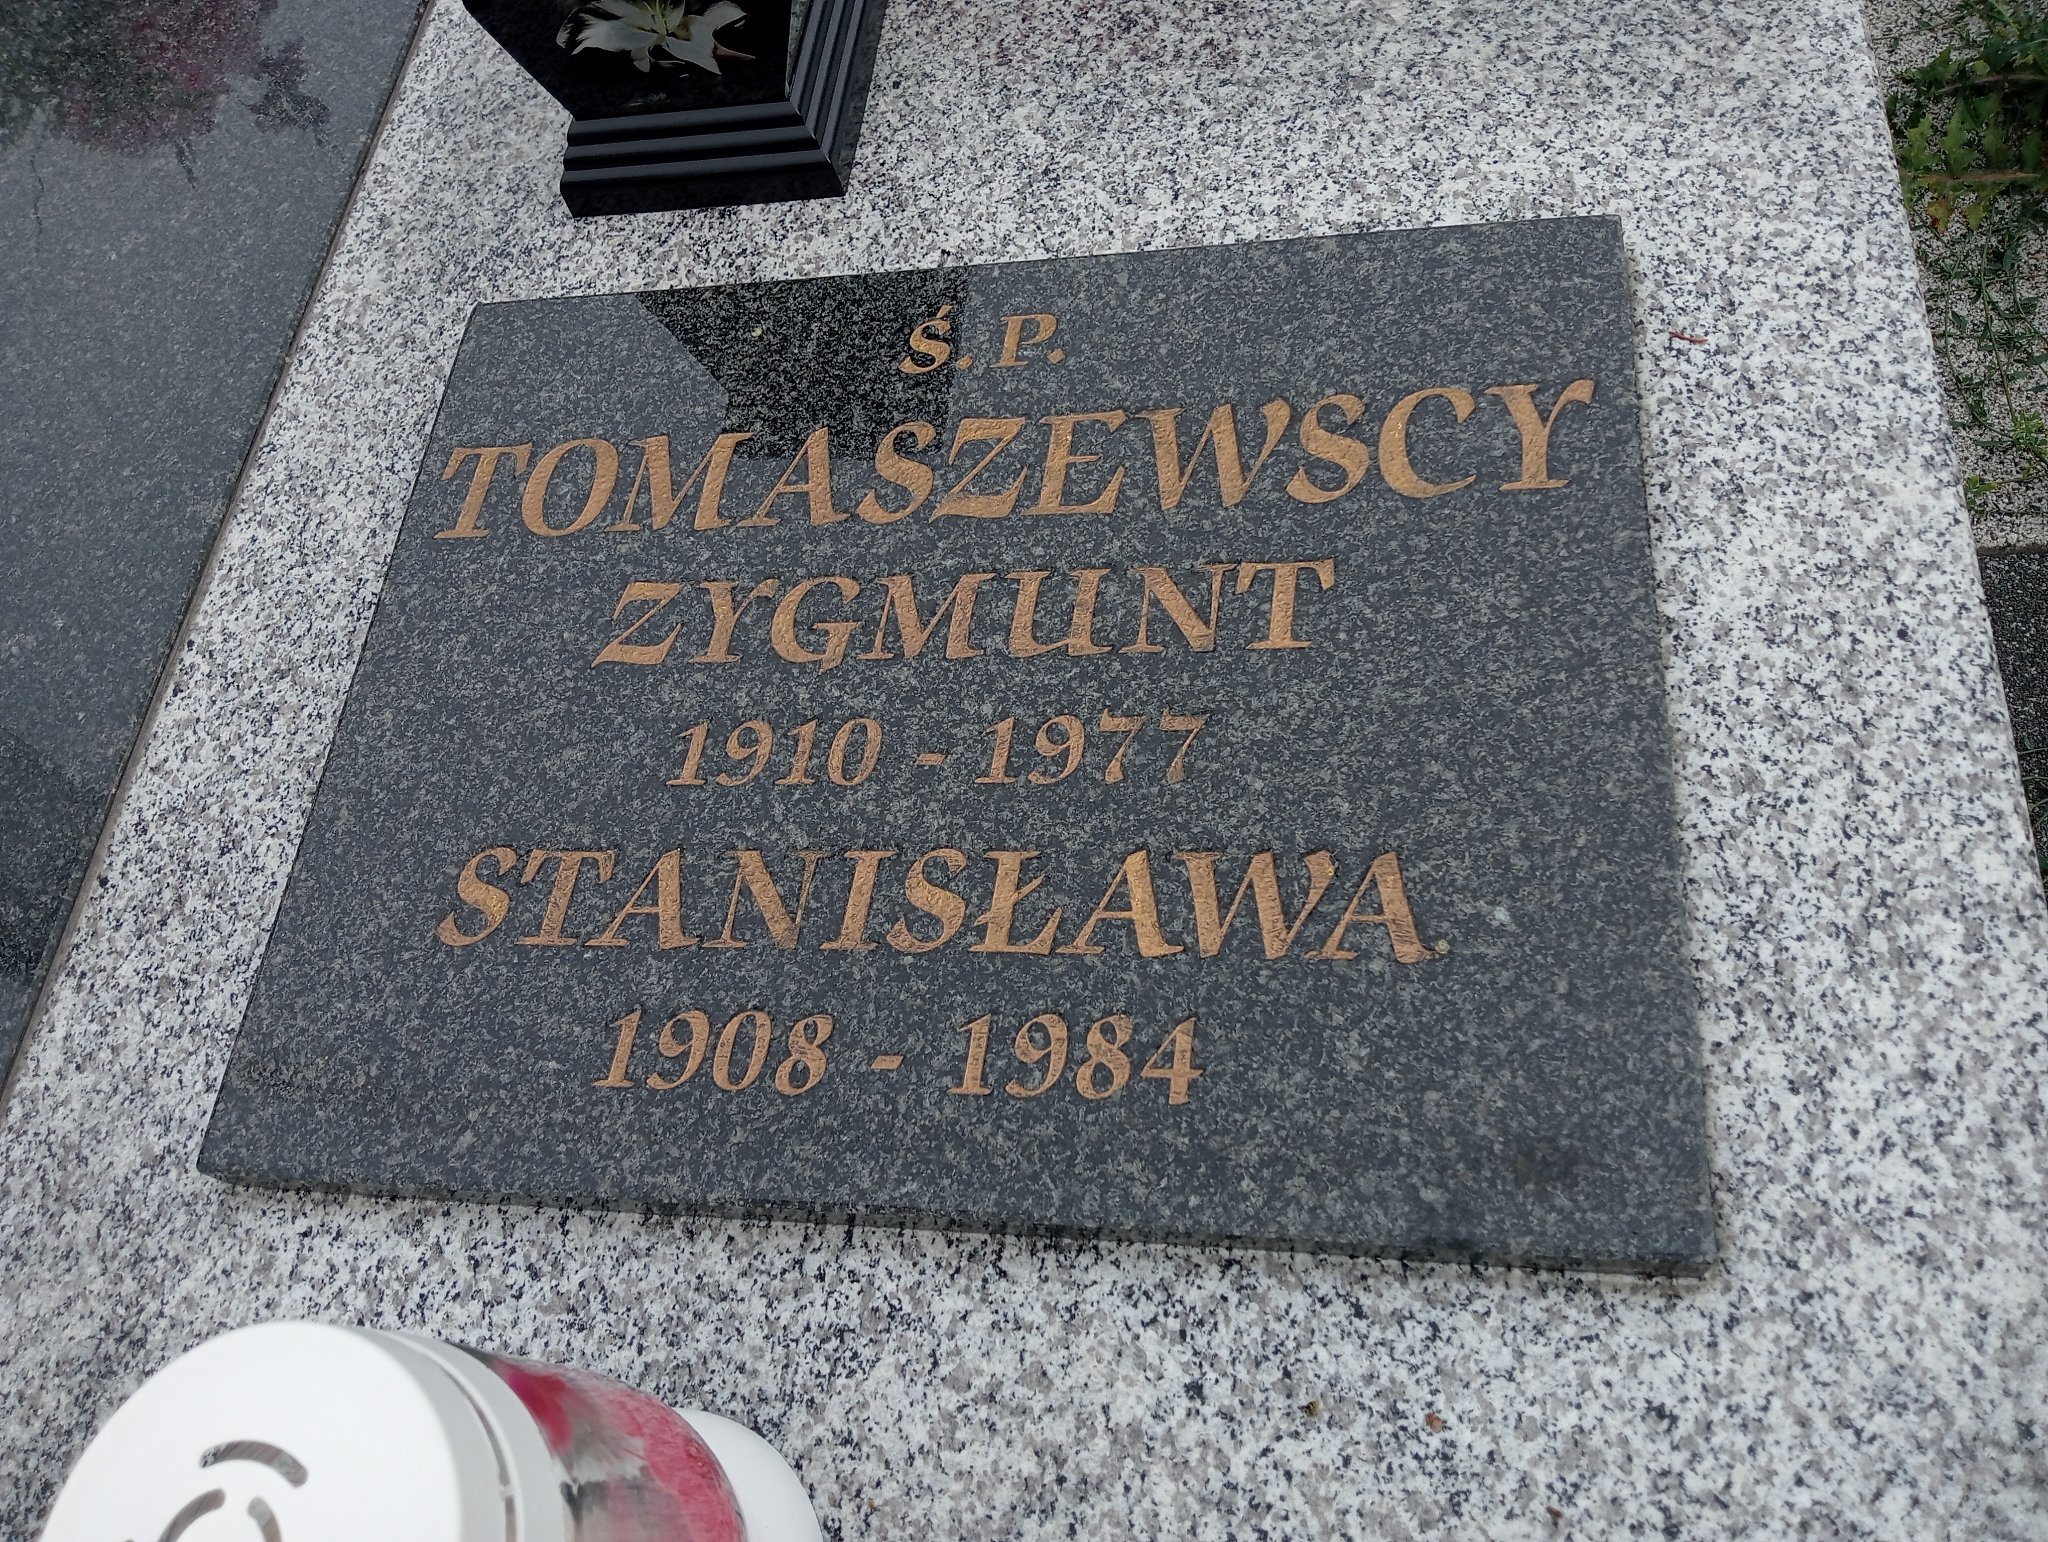 Ś. P.
TOMASZEWSCY
ZYGMUNT
1910 - 1977
STANISŁAWA
1908 - 1984